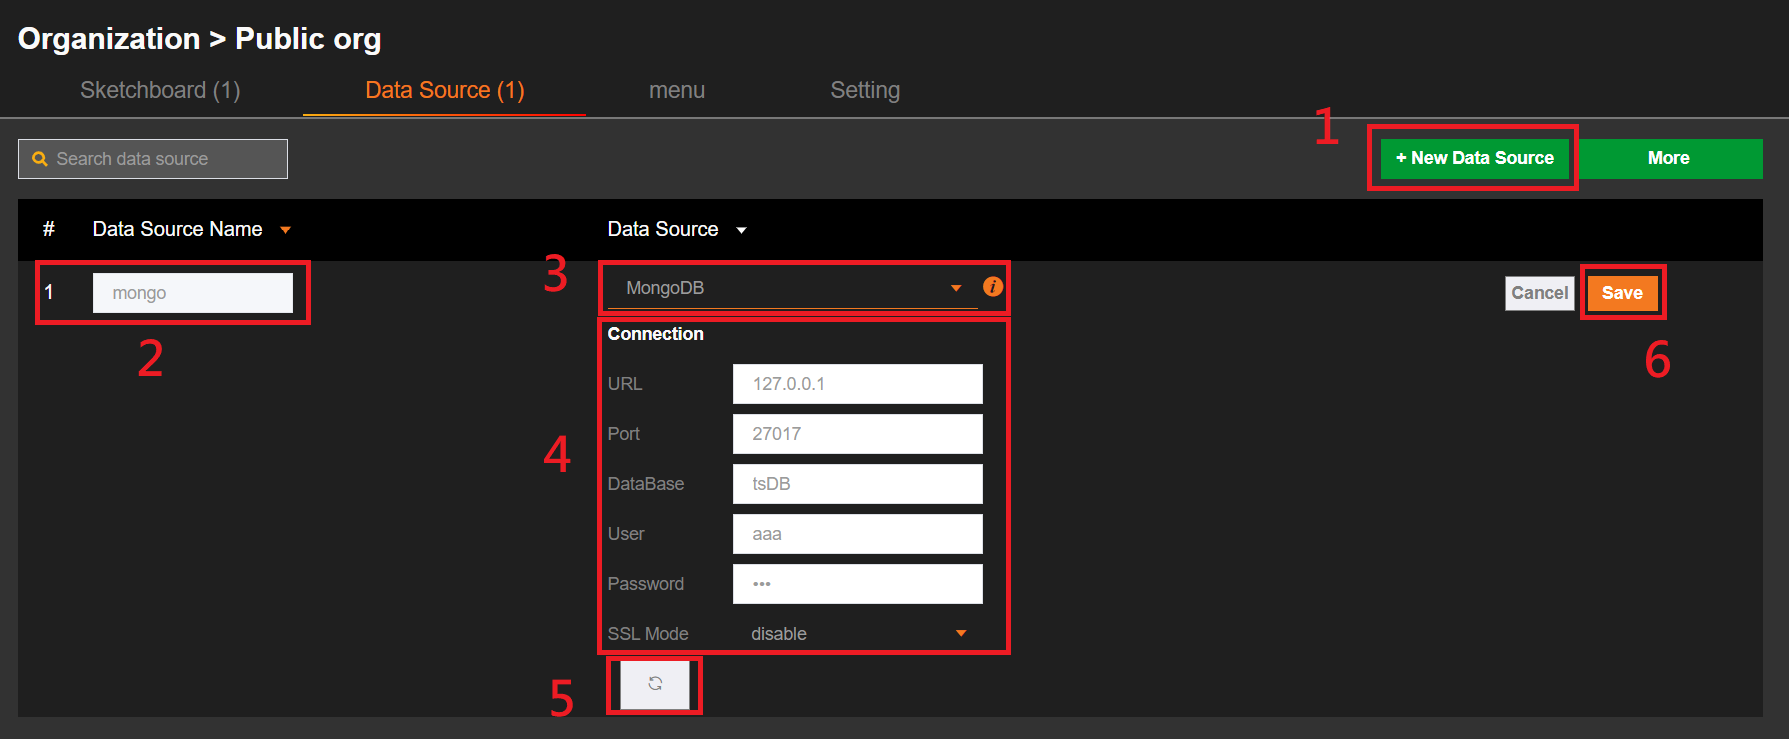 Organization > Public org
Sketchboard (1) Data Source (1) menu Setting
1
Search data source
+ New Data Source More
# Data Source Name Data Source
3
1 mongo MongoDB i Cancel Save
2
6
Connection
URL 127.0.0.1
Port 27017
4
DataBase tsDB
User aaa
Password •••
SSL Mode disable
5